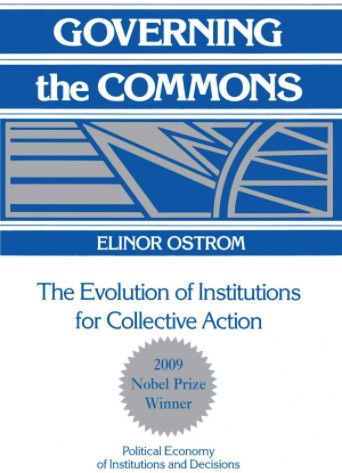 GOVERNING
the COMMONS
ELINOR OSTROM
The Evolution of Institutions
for Collective Action
2009
Nobel Prize
Winner
Political Economy
of Institutions and Decisions